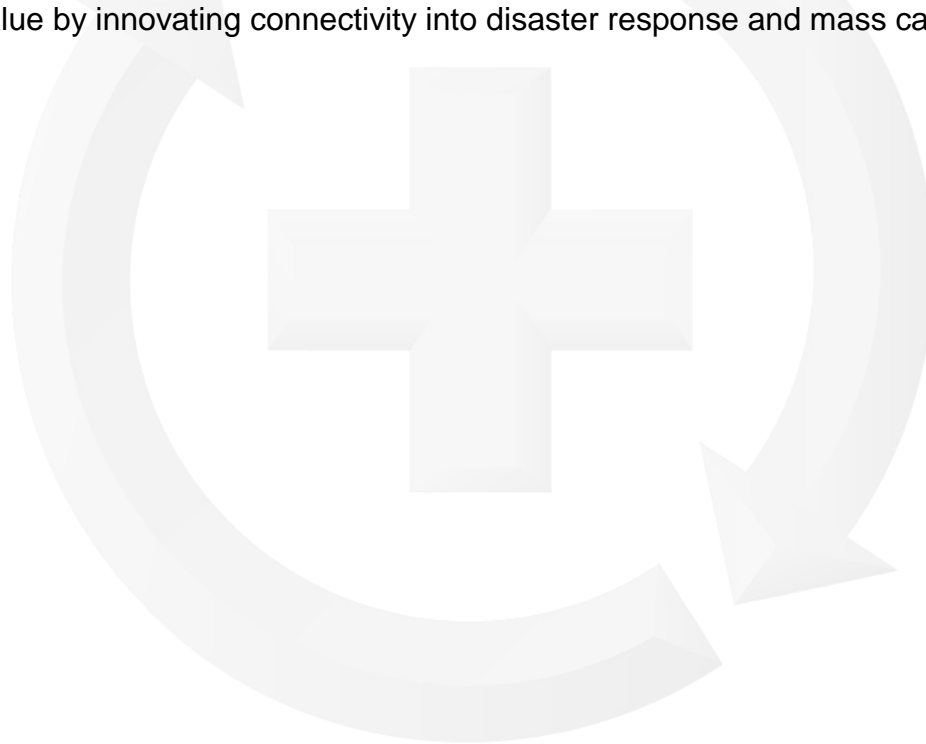 lue by innovating connectivity into disaster response and mass ca